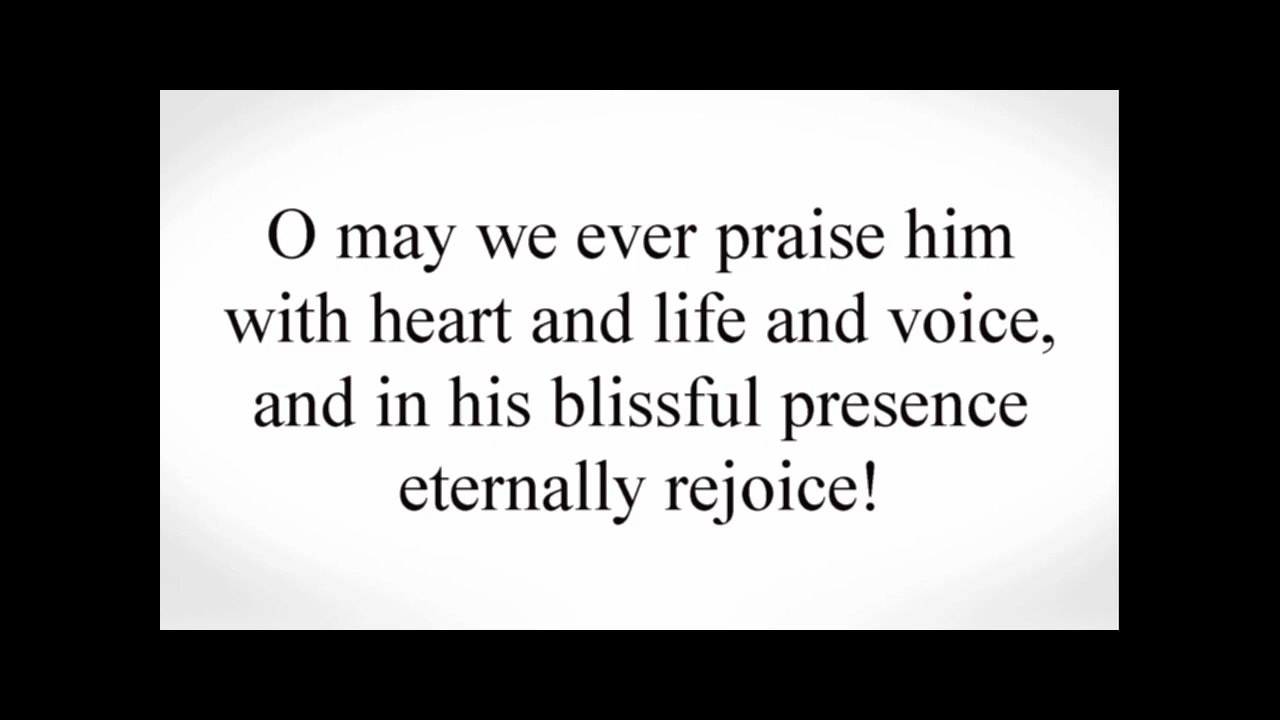 O may we ever praise him
with heart and life and voice,
and in his blissful presence
eternally rejoice!